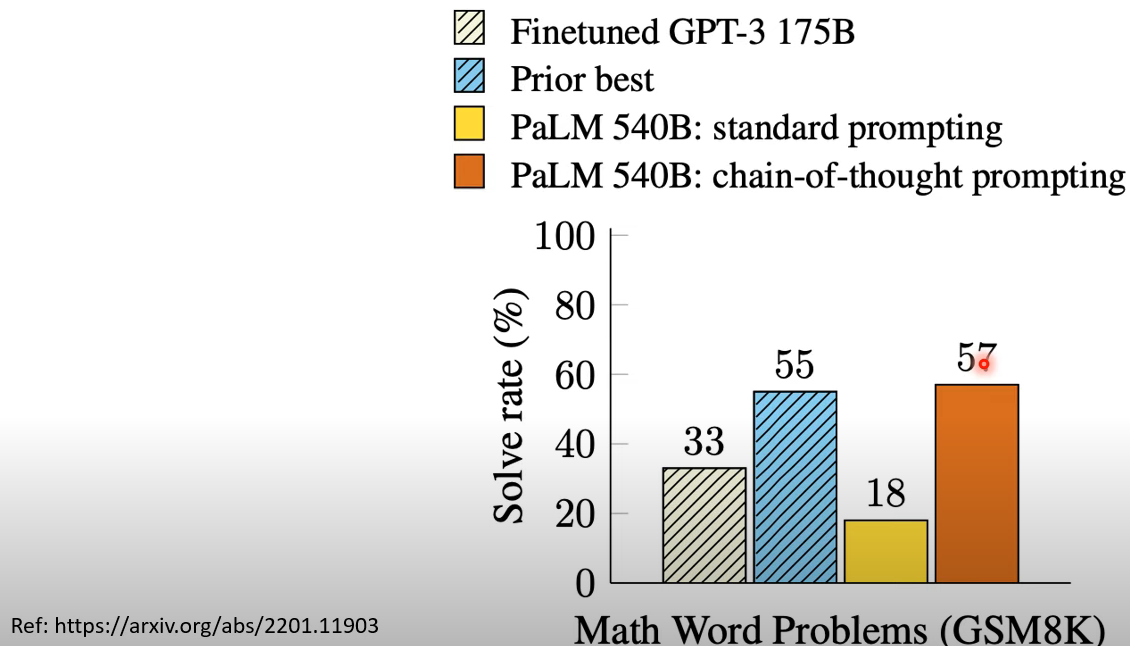 Finetuned GPT-3 175B
Prior best
PaLM 540B: standard prompting
PaLM 540B: chain-of-thought prompting
100
80
60
40
20
0
Solve rate (%)
33
55
18
57
Math Word Problems (GSM8K)
Ref: https://arxiv.org/abs/2201.11903